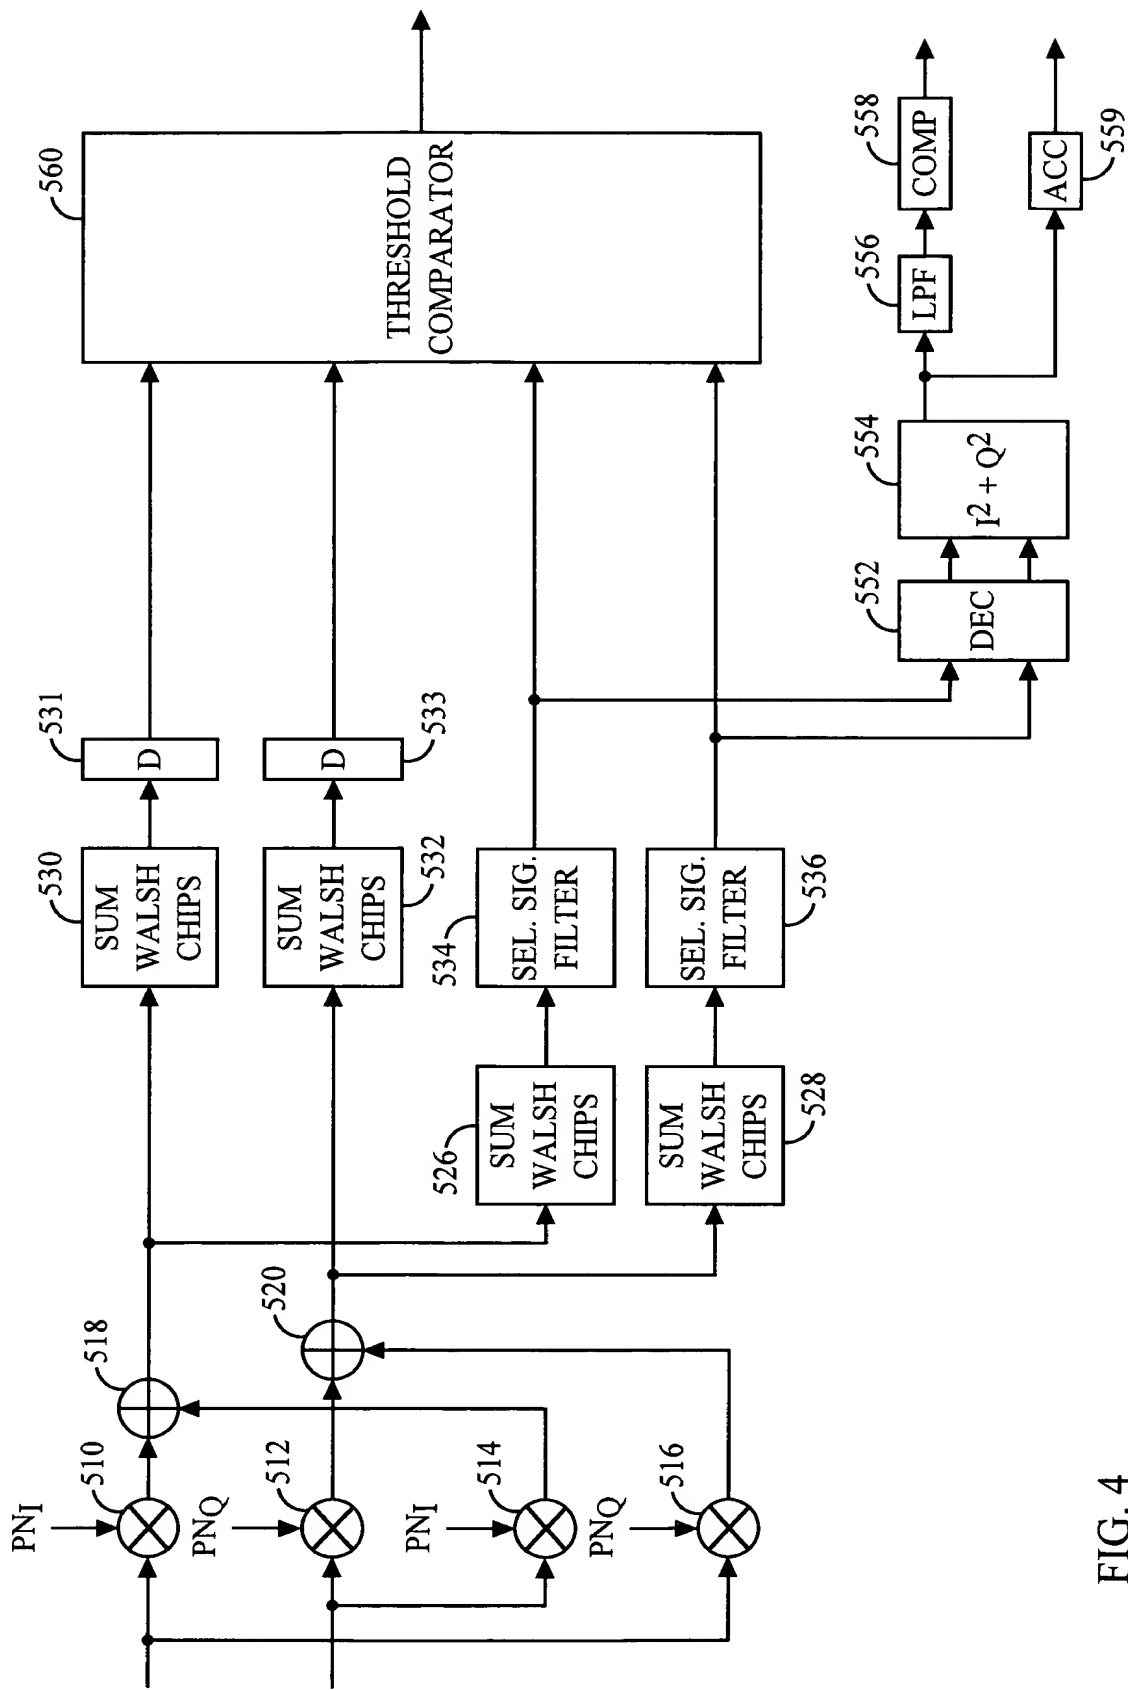 PNI
510
518
PNQ
512
520
PNI
514
PNQ
516
530
SUM
WALSH
CHIPS
531
D
532
SUM
WALSH
CHIPS
533
D
526
SUM
WALSH
CHIPS
534
SEL. SIG.
FILTER
528
SUM
WALSH
CHIPS
536
SEL. SIG.
FILTER
560
THRESHOLD
COMPARATOR
552
DEC
554
I² + Q²
556
LPF
558
COMP
559
ACC
FIG. 4